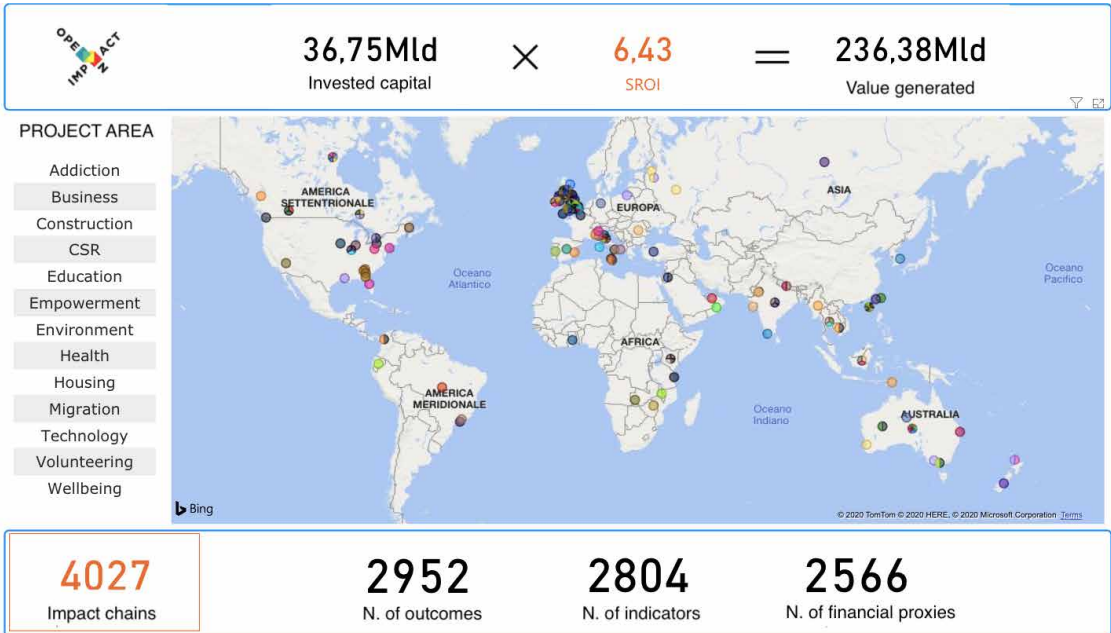 OPEN IMPACT
36,75Mld
Invested capital
×
6,43
SROI
=
236,38Mld
Value generated
PROJECT AREA
Addiction
Business
Construction
CSR
Education
Empowerment
Environment
Health
Housing
Migration
Technology
Volunteering
Wellbeing
AMERICA
SETTENTRIONALE
EUROPA
ASIA
Oceano
Atlantico
Oceano
Pacifico
AFRICA
AMERICA
MERIDIONALE
Oceano
Indiano
AUSTRALIA
Bing
© 2020 TomTom © 2020 HERE, © 2020 Microsoft Corporation Terms
4027
Impact chains
2952
N. of outcomes
2804
N. of indicators
2566
N. of financial proxies